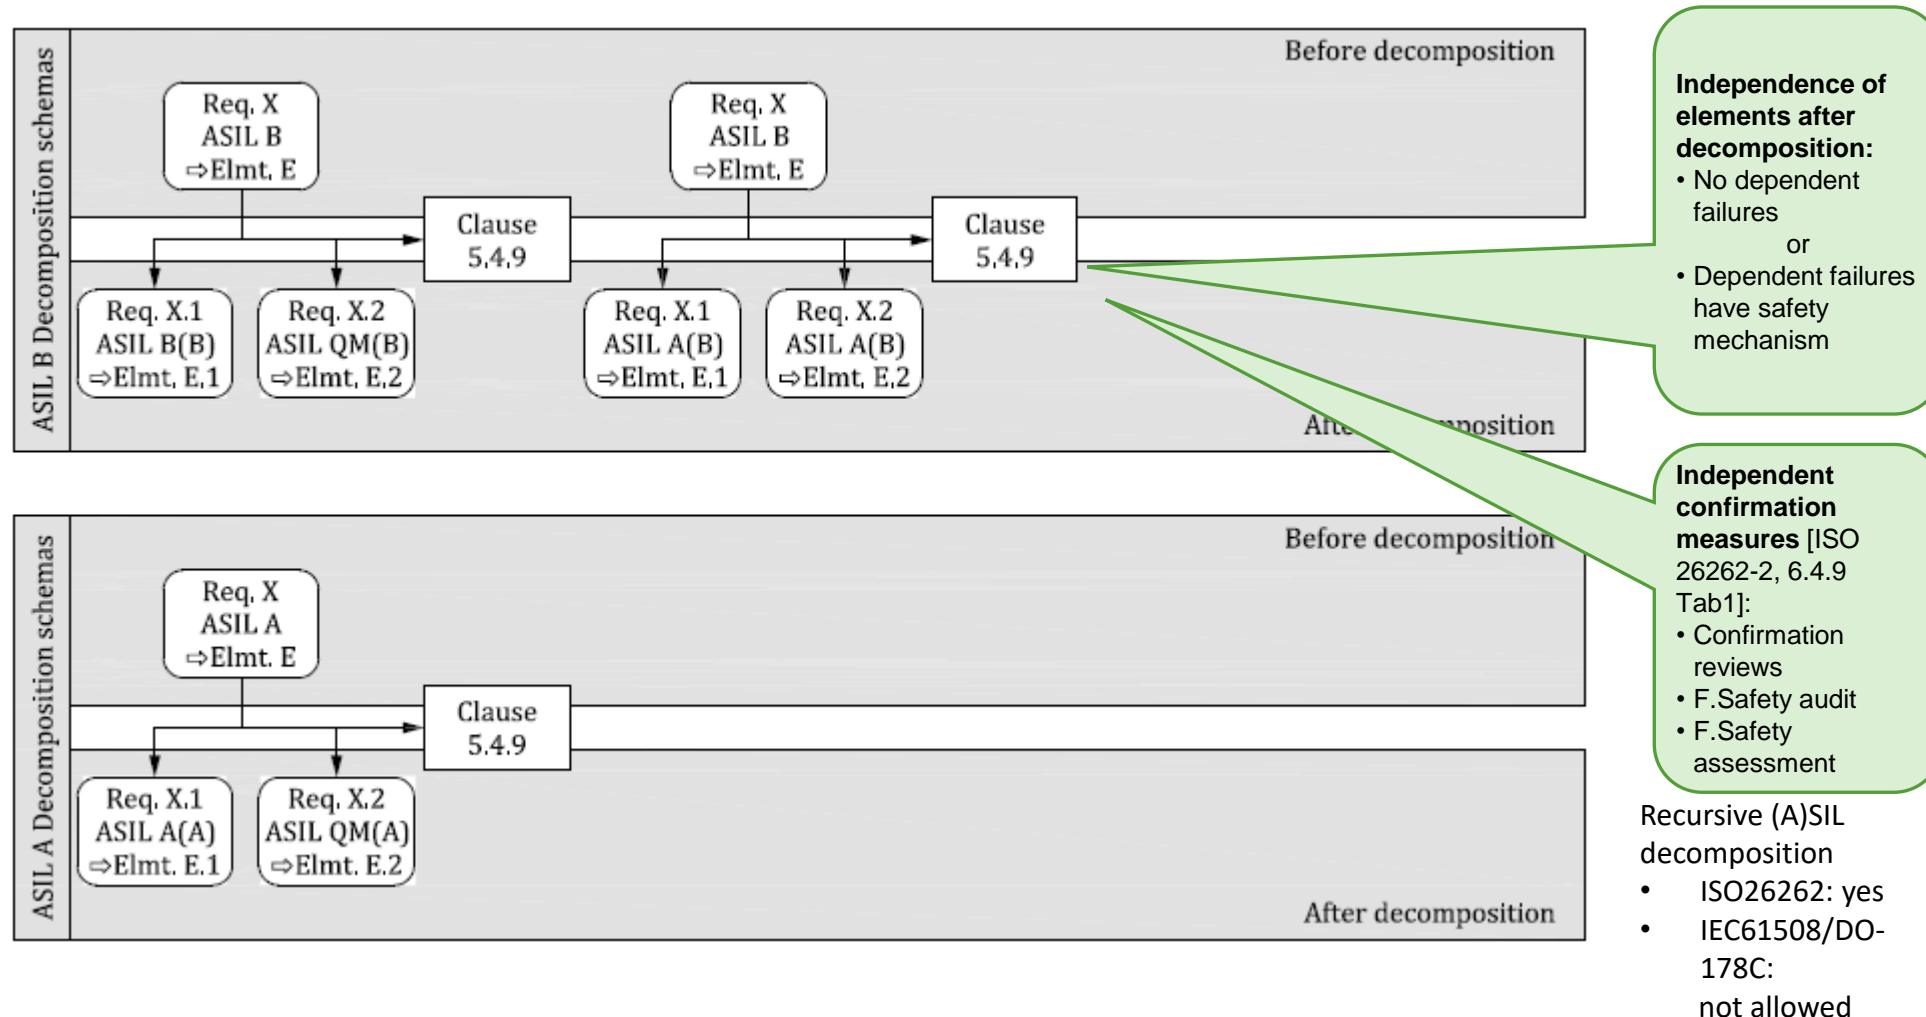 ASIL B Decomposition schemas
Before decomposition
Req. X
ASIL B
⇨Elmt. E
Req. X
ASIL B
⇨Elmt. E
Clause
5.4.9
Clause
5.4.9
Req. X.1
ASIL B(B)
⇨Elmt. E.1
Req. X.2
ASIL QM(B)
⇨Elmt. E.2
Req. X.1
ASIL A(B)
⇨Elmt. E.1
Req. X.2
ASIL A(B)
⇨Elmt. E.2
position
Independence of
elements after
decomposition:
• No dependent
failures
or
• Dependent failures
have safety
mechanism
ASIL A Decomposition schemas
Before decomposition
Req. X
ASIL A
⇨Elmt. E
Clause
5.4.9
Req. X.1
ASIL A(A)
⇨Elmt. E.1
Req. X.2
ASIL QM(A)
⇨Elmt. E.2
After decomposition
Independent
confirmation
measures [ISO
26262-2, 6.4.9
Tab1]:
• Confirmation
reviews
• F.Safety audit
• F.Safety
assessment
Recursive (A)SIL
decomposition
• ISO26262: yes
• IEC61508/DO-
178C:
not allowed